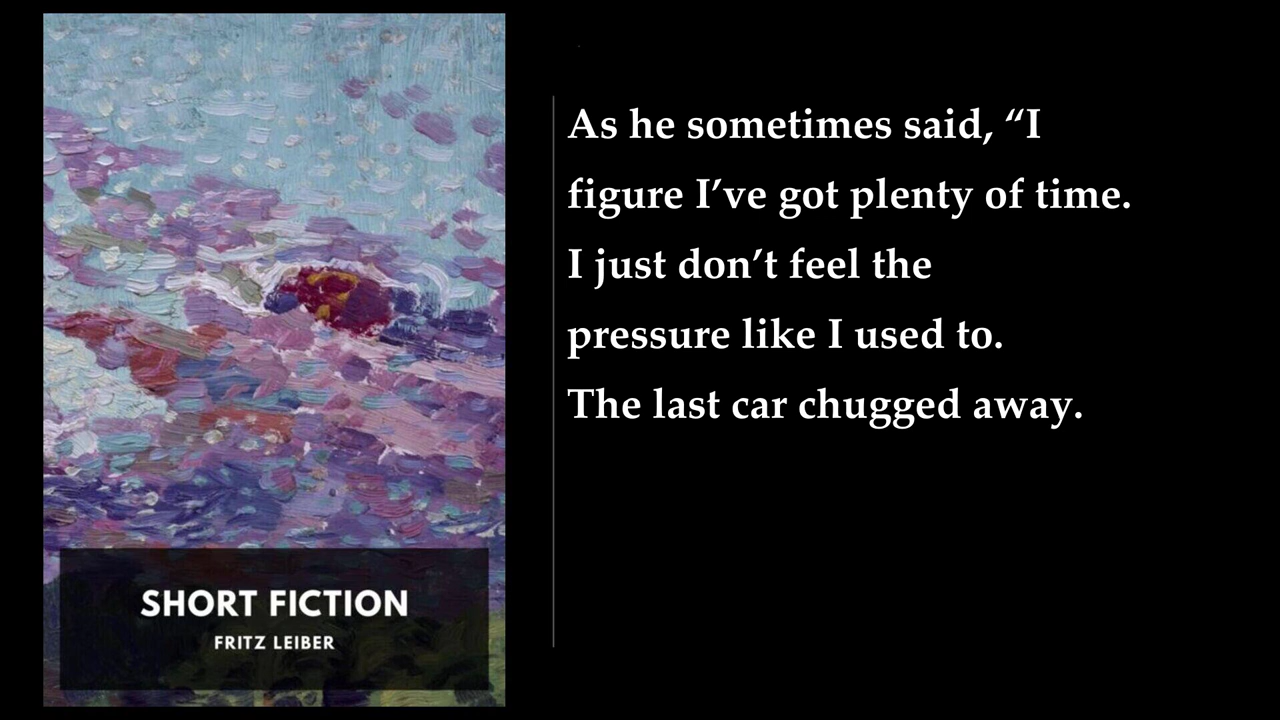 As he sometimes said, “I
figure I’ve got plenty of time.
I just don’t feel the
pressure like I used to.
The last car chugged away.
SHORT FICTION
FRITZ LEIBER